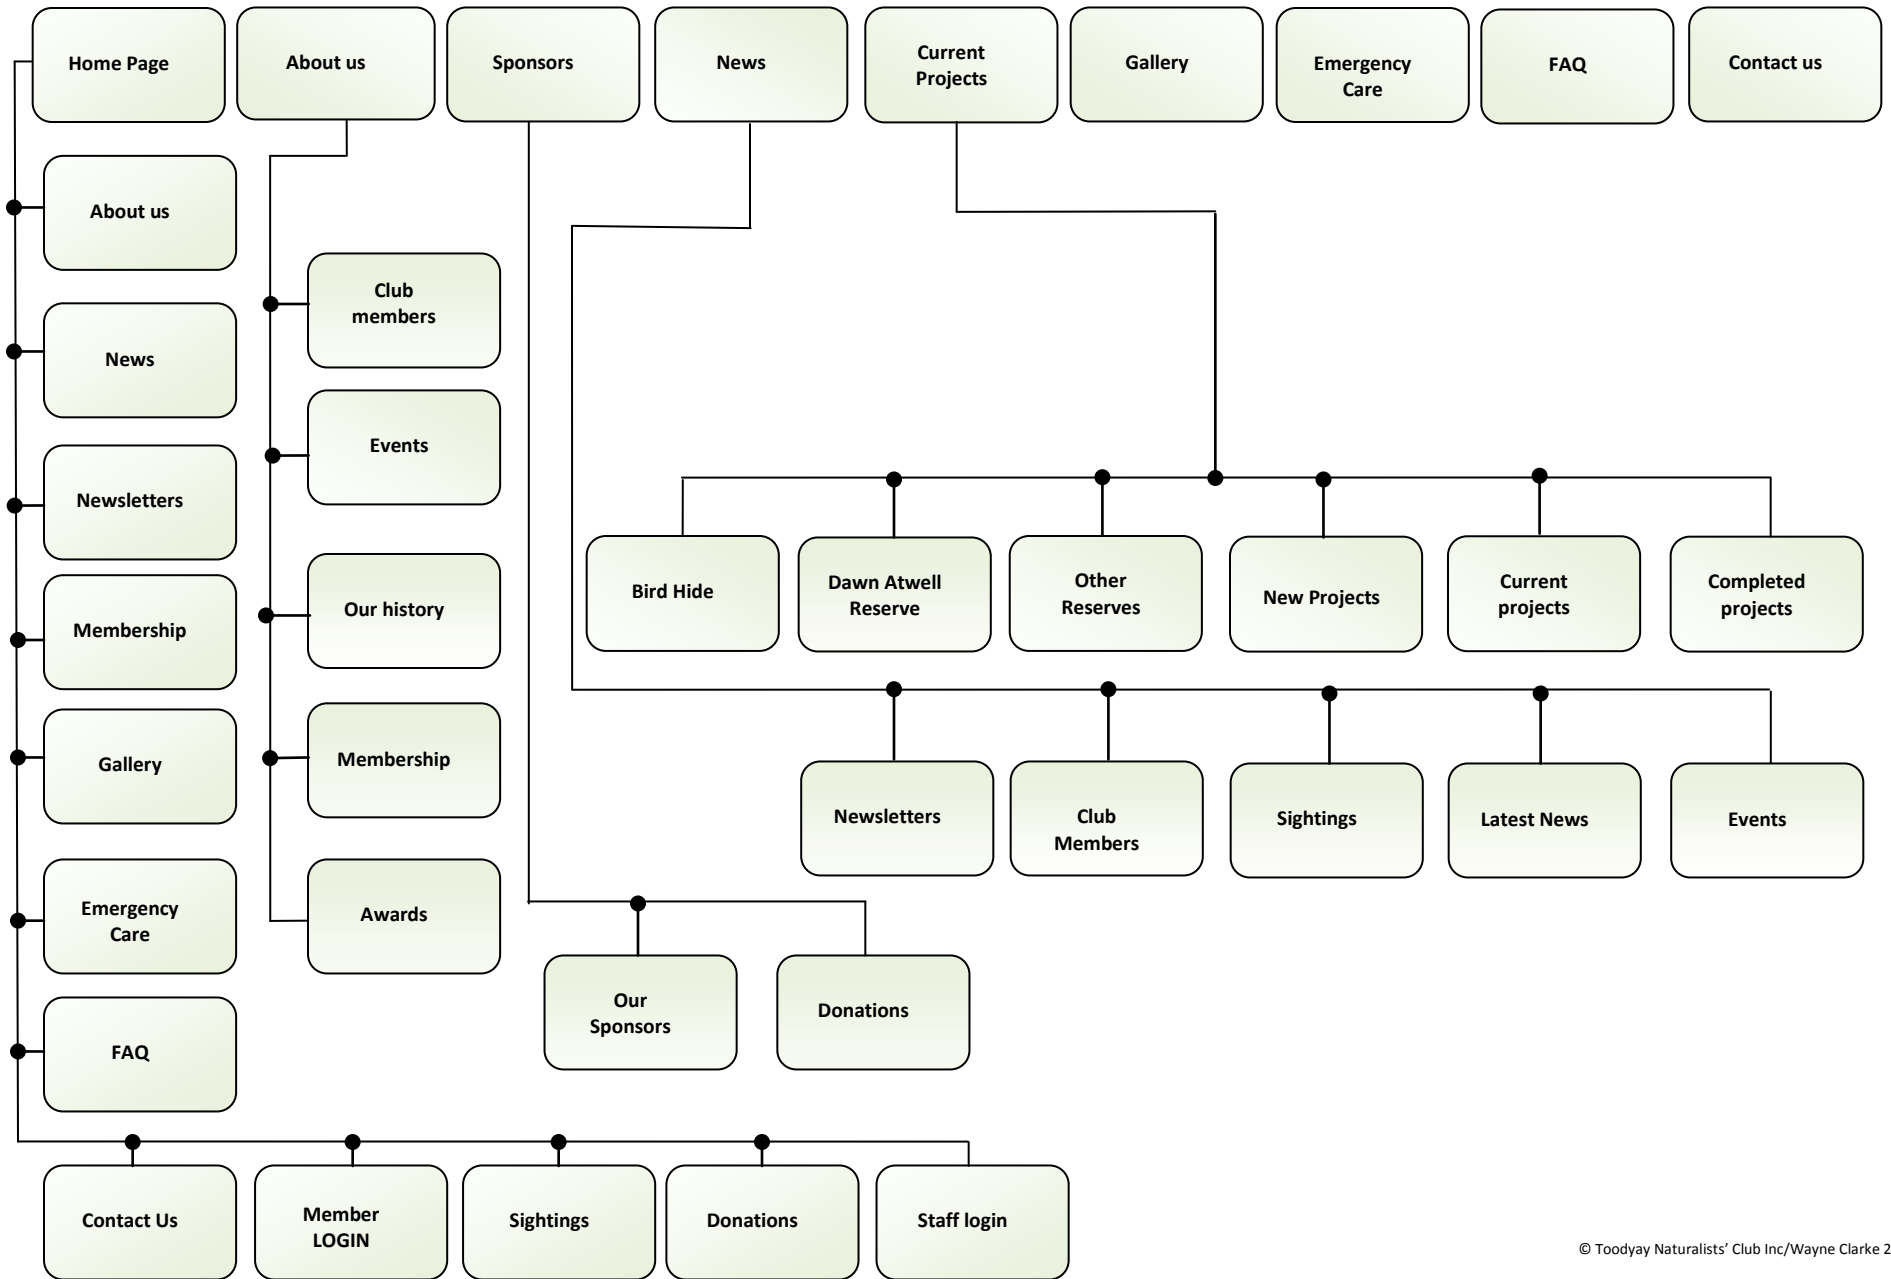 Home Page
About us
Sponsors
News
Current
Projects
Gallery
Emergency
Care
FAQ
Contact us
About us
News
Newsletters
Membership
Gallery
Emergency
Care
FAQ
Club
members
Events
Our history
Membership
Awards
Bird Hide
Dawn Atwell
Reserve
Other
Reserves
New Projects
Current
projects
Completed
projects
Newsletters
Club
Members
Sightings
Latest News
Events
Our
Sponsors
Donations
Contact Us
Member
LOGIN
Sightings
Donations
Staff login
© Toodyay Naturalists’ Club Inc/Wayne Clarke 2